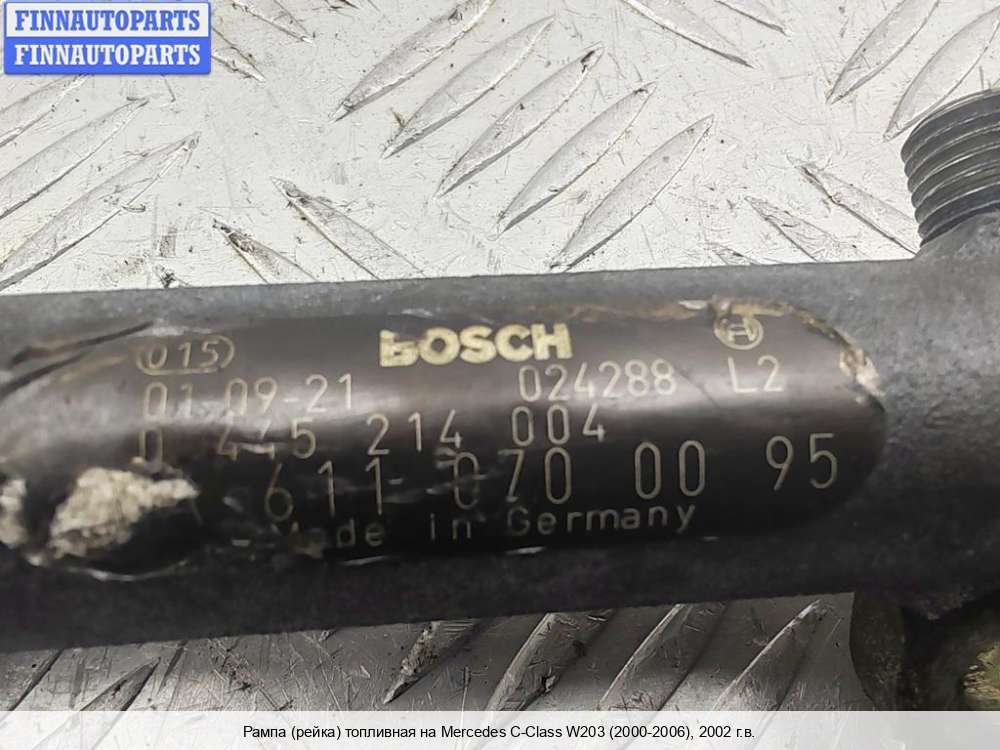 FINNAUTOPARTS
FINNAUTOPARTS
015 BOSCH
01-09-21 024288 L2
0 445 214 004
611 070 00 95
Made in Germany
Рампа (рейка) топливная на Mercedes C-Class W203 (2000-2006), 2002 г.в.